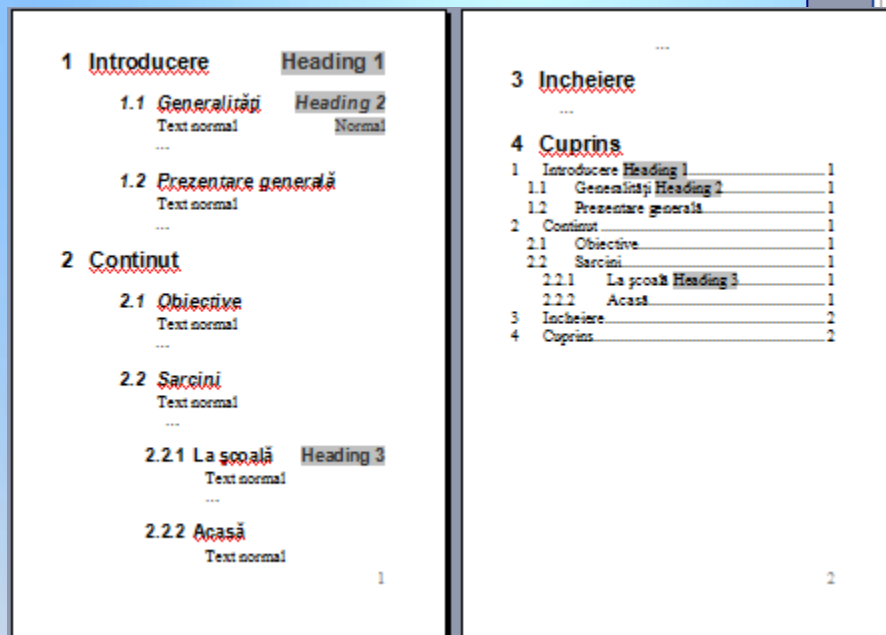 1 Introducere Heading 1
1.1 Generalităţi Heading 2
Text normal Normal
...
1.2 Prezentare generală
Text normal
...
2 Continut
2.1 Obiective
Text normal
...
2.2 Sarcini
Text normal
...
2.2.1 La şcoală Heading 3
Text normal
...
2.2.2 Acasă
Text normal
1
...
3 Incheiere
...
4 Cuprins
1 Introducere Heading 1 1
1.1 Generalităţi Heading 2 1
1.2 Prezentare generală 1
2 Continut 1
2.1 Obiective 1
2.2 Sarcini 1
2.2.1 La şcoală Heading 3 1
2.2.2 Acasă 1
3 Incheiere 2
4 Cuprins 2
2